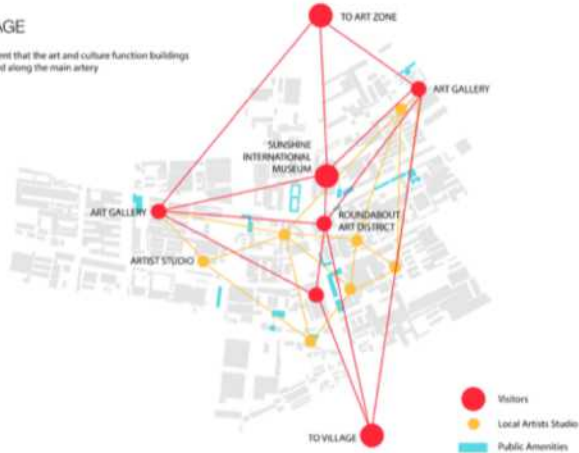 AGE
ent that the art and culture function buildings
d along the main artery
TO ART ZONE
ART GALLERY
SUNSHINE
INTERNATIONAL
MUSEUM
ART GALLERY
ROUNDABOUT
ART DISTRICT
ARTIST STUDIO
TO VILLAGE
Visitors
Local Artists Studio
Public Amenities